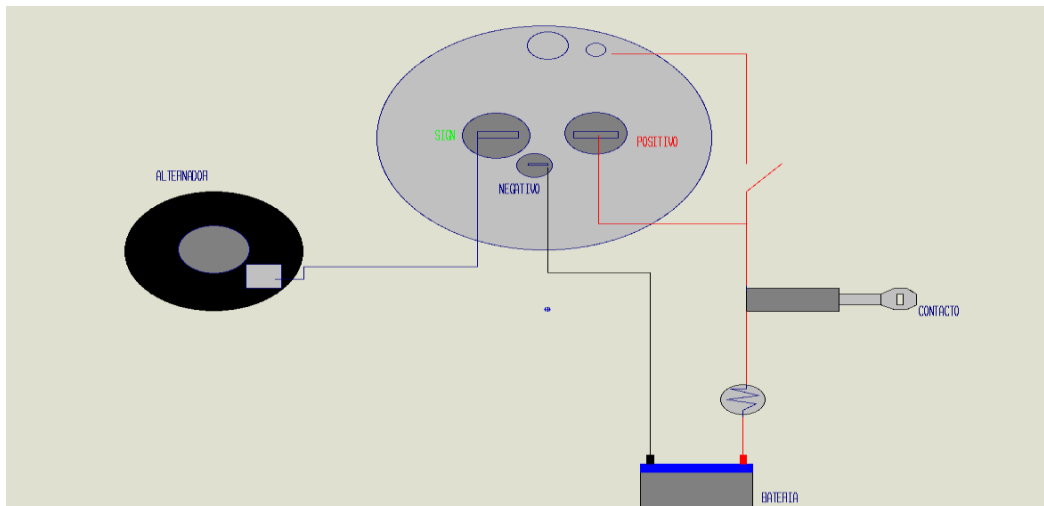 SIGN
POSITIVO
NEGATIVO
ALTERNADOR
CONTACTO
BATERIA